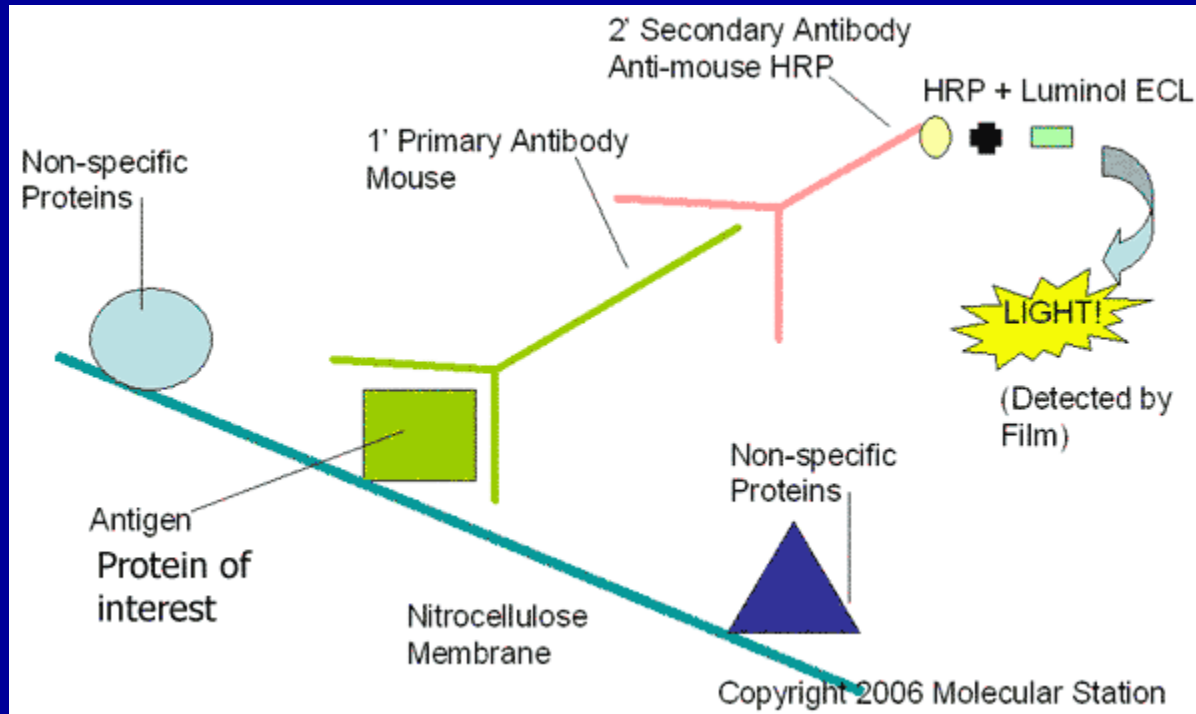 2' Secondary Antibody
Anti-mouse HRP
HRP + Luminol ECL
1' Primary Antibody
Mouse
Non-specific
Proteins
LIGHT!
(Detected by
Film)
Non-specific
Proteins
Antigen
Protein of
interest
Nitrocellulose
Membrane
Copyright 2006 Molecular Station